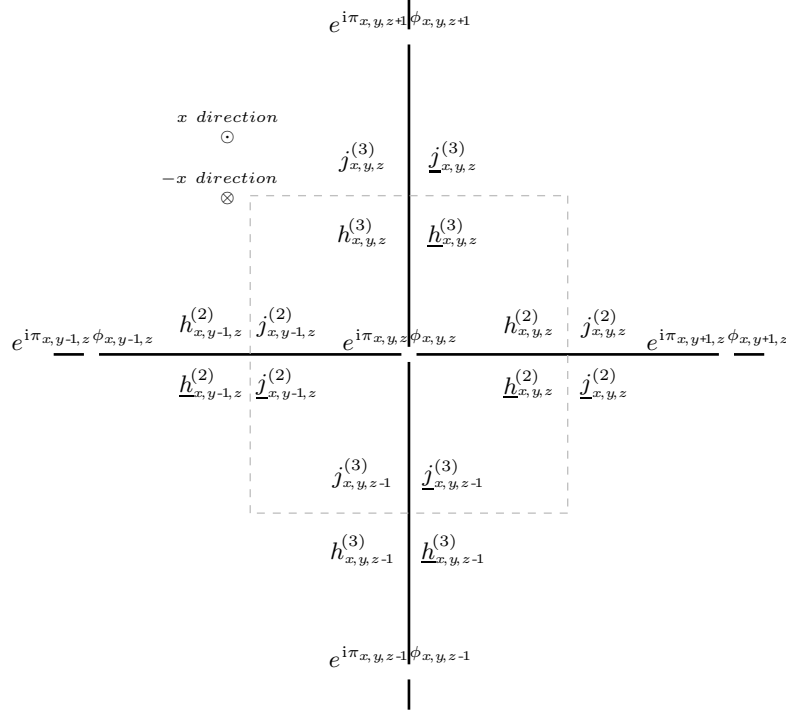 e^{iπ_{x,y,z+1} ϕ_{x,y,z+1}}
x direction
⊙
j^{(3)}_{x,y,z} \underline{j}^{(3)}_{x,y,z}
−x direction
⊗
h^{(3)}_{x,y,z} \underline{h}^{(3)}_{x,y,z}
h^{(2)}_{x,y-1,z} j^{(2)}_{x,y-1,z} h^{(2)}_{x,y,z} j^{(2)}_{x,y,z}
e^{iπ_{x,y-1,z} ϕ_{x,y-1,z}} e^{iπ_{x,y,z} ϕ_{x,y,z}} e^{iπ_{x,y+1,z} ϕ_{x,y+1,z}}
\underline{h}^{(2)}_{x,y-1,z} \underline{j}^{(2)}_{x,y-1,z} \underline{h}^{(2)}_{x,y,z} \underline{j}^{(2)}_{x,y,z}
j^{(3)}_{x,y,z-1} \underline{j}^{(3)}_{x,y,z-1}
h^{(3)}_{x,y,z-1} \underline{h}^{(3)}_{x,y,z-1}
e^{iπ_{x,y,z-1} ϕ_{x,y,z-1}}